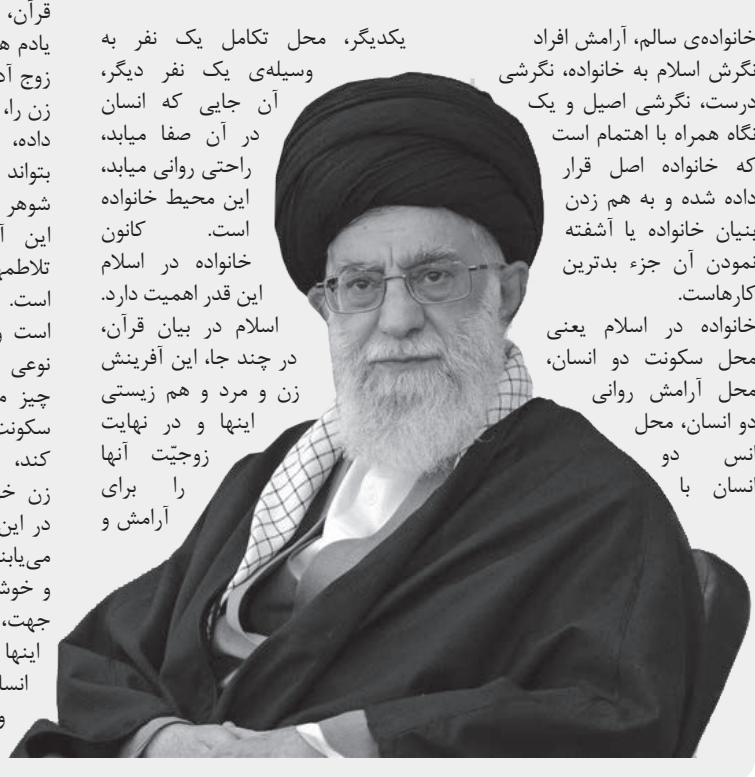 خانواده‌ی سالم، آرامش افراد
نگرش اسلام به خانواده، نگرشی
درست، نگرشی اصیل و یک
نگاه همراه با اهتمام است
که خانواده اصل قرار
داده شده و به هم زدن
بنیان خانواده یا آشفته
نمودن آن جزء بدترین
کارهاست.
خانواده در اسلام یعنی
محل سکونت دو انسان،
محل آرامش روانی
دو انسان، محل
انس دو
انسان با
یکدیگر، محل تکامل یک نفر به
وسیله‌ی یک نفر دیگر،
آن جایی که انسان
در آن صفا میابد،
راحتی روانی میابد،
این محیط خانواده
است. کانون
خانواده در اسلام
این قدر اهمیت دارد.
اسلام در بیان قرآن،
در چند جا، این آفرینش
زن و مرد و هم زیستی
اینها و در نهایت
زوجیّت آنها
را برای
آرامش و
قرآن،
یادم
زوج
زن را،
داده،
بتواند
شوهر
این
است.
است
نوعی
چیز
سکونت
کند،
زن
در این
و
جهت،
اینها
و